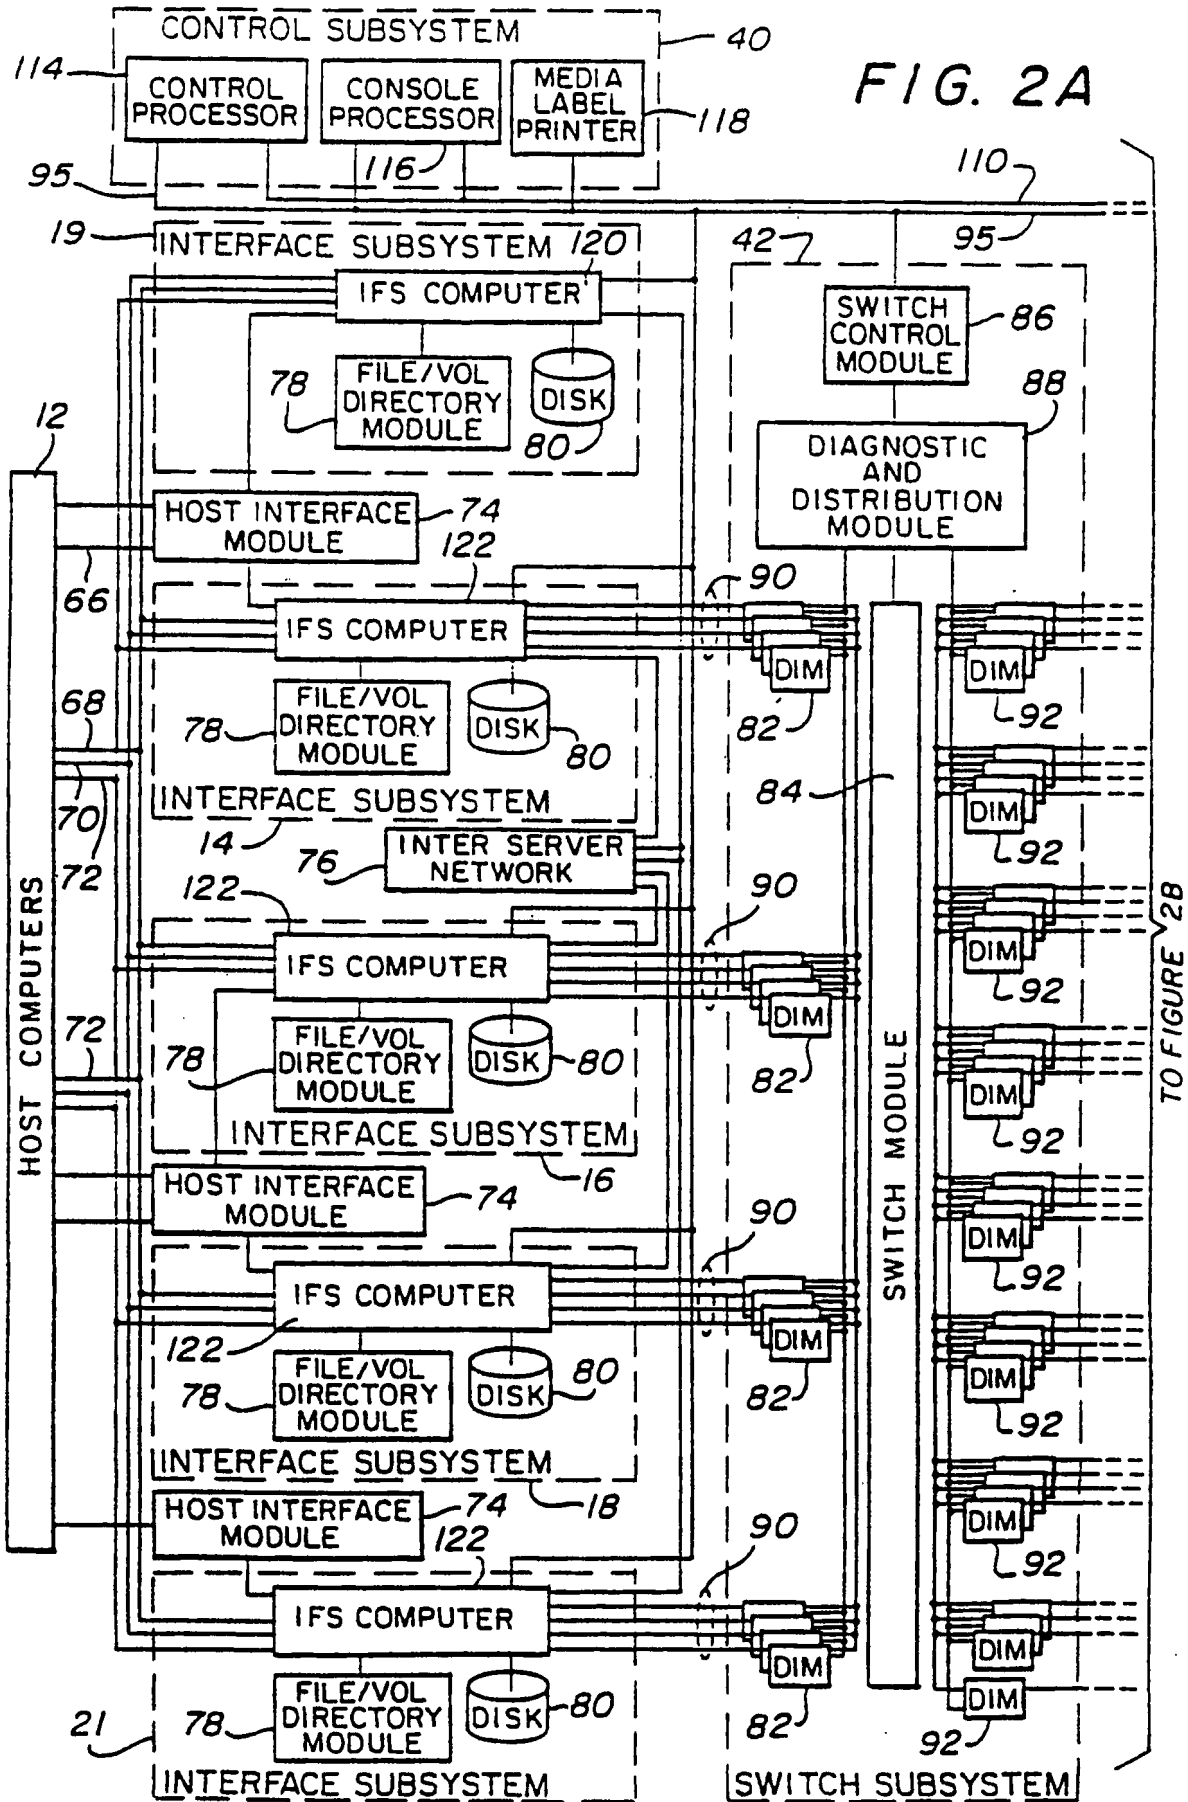 CONTROL SUBSYSTEM
40
FIG. 2A
114
CONTROL
PROCESSOR
CONSOLE
PROCESSOR
MEDIA
LABEL
PRINTER
118
116
95
110
95
19
INTERFACE SUBSYSTEM
120
IFS COMPUTER
78
FILE/VOL
DIRECTORY
MODULE
DISK
80
42
SWITCH
CONTROL
MODULE
86
88
DIAGNOSTIC
AND
DISTRIBUTION
MODULE
12
HOST COMPUTERS
HOST INTERFACE
MODULE
74
66
122
IFS COMPUTER
90
DIM
82
DIM
92
68
70
72
78
FILE/VOL
DIRECTORY
MODULE
DISK
80
INTERFACE SUBSYSTEM
14
84
SWITCH MODULE
DIM
92
76
INTER SERVER
NETWORK
122
IFS COMPUTER
90
DIM
82
DIM
92
TO FIGURE 2B
72
78
FILE/VOL
DIRECTORY
MODULE
DISK
80
INTERFACE SUBSYSTEM
16
DIM
92
HOST INTERFACE
MODULE
74
90
DIM
92
IFS COMPUTER
122
DIM
82
78
FILE/VOL
DIRECTORY
MODULE
DISK
80
DIM
92
INTERFACE SUBSYSTEM
18
HOST INTERFACE
MODULE
74
122
90
DIM
92
IFS COMPUTER
DIM
82
DIM
DIM
92
21
78
FILE/VOL
DIRECTORY
MODULE
DISK
80
INTERFACE SUBSYSTEM
SWITCH SUBSYSTEM